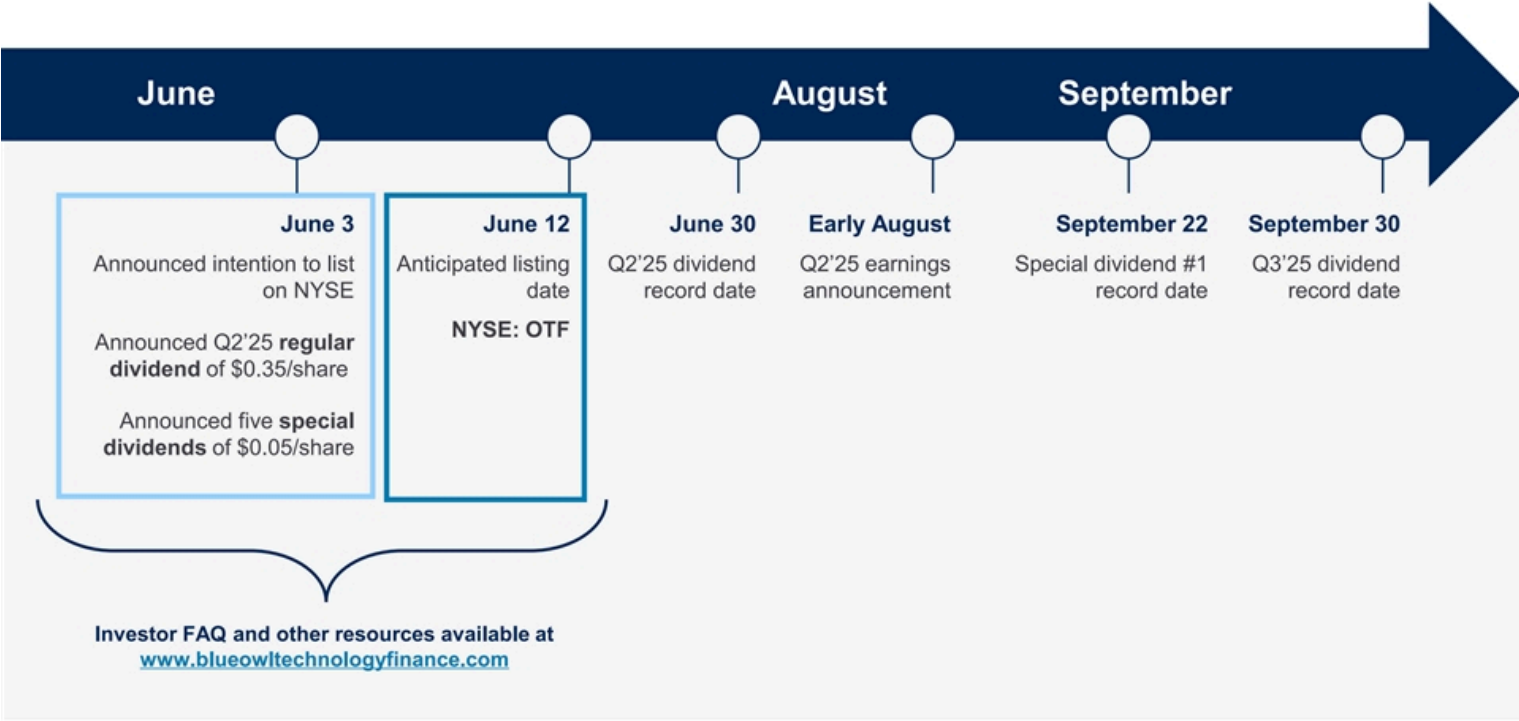 June
August
September
June 3
Announced intention to list
on NYSE
Announced Q2’25 regular
dividend of $0.35/share
Announced five special
dividends of $0.05/share
June 12
Anticipated listing
date
NYSE: OTF
June 30
Q2’25 dividend
record date
Early August
Q2’25 earnings
announcement
September 22
Special dividend #1
record date
September 30
Q3’25 dividend
record date
Investor FAQ and other resources available at
www.blueowltechnologyfinance.com